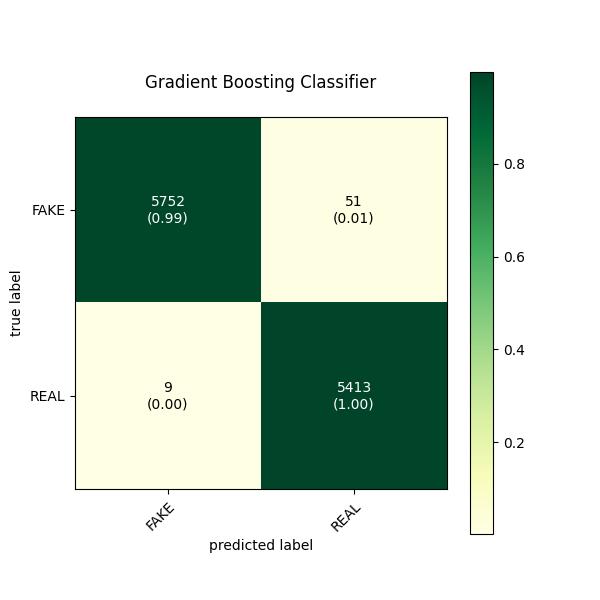 Gradient Boosting Classifier
true label
FAKE
5752
(0.99)
51
(0.01)
REAL
9
(0.00)
5413
(1.00)
FAKE
REAL
predicted label
0.8
0.6
0.4
0.2